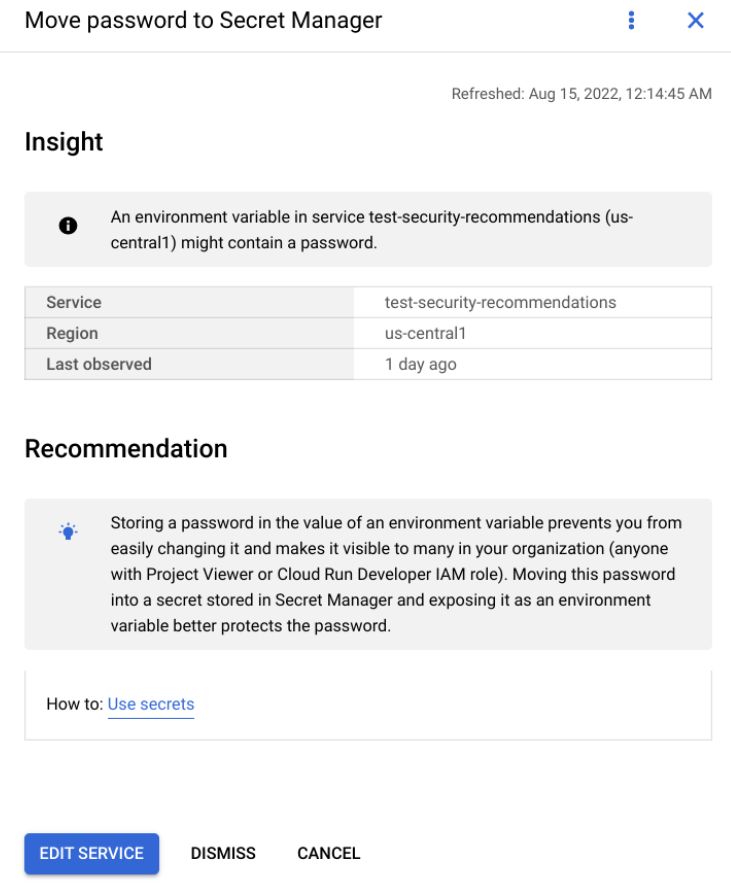 Move password to Secret Manager
Refreshed: Aug 15, 2022, 12:14:45 AM
Insight
An environment variable in service test-security-recommendations (us-
central1) might contain a password.
Service test-security-recommendations
Region us-central1
Last observed 1 day ago
Recommendation
Storing a password in the value of an environment variable prevents you from
easily changing it and makes it visible to many in your organization (anyone
with Project Viewer or Cloud Run Developer IAM role). Moving this password
into a secret stored in Secret Manager and exposing it as an environment
variable better protects the password.
How to: Use secrets
EDIT SERVICE DISMISS CANCEL